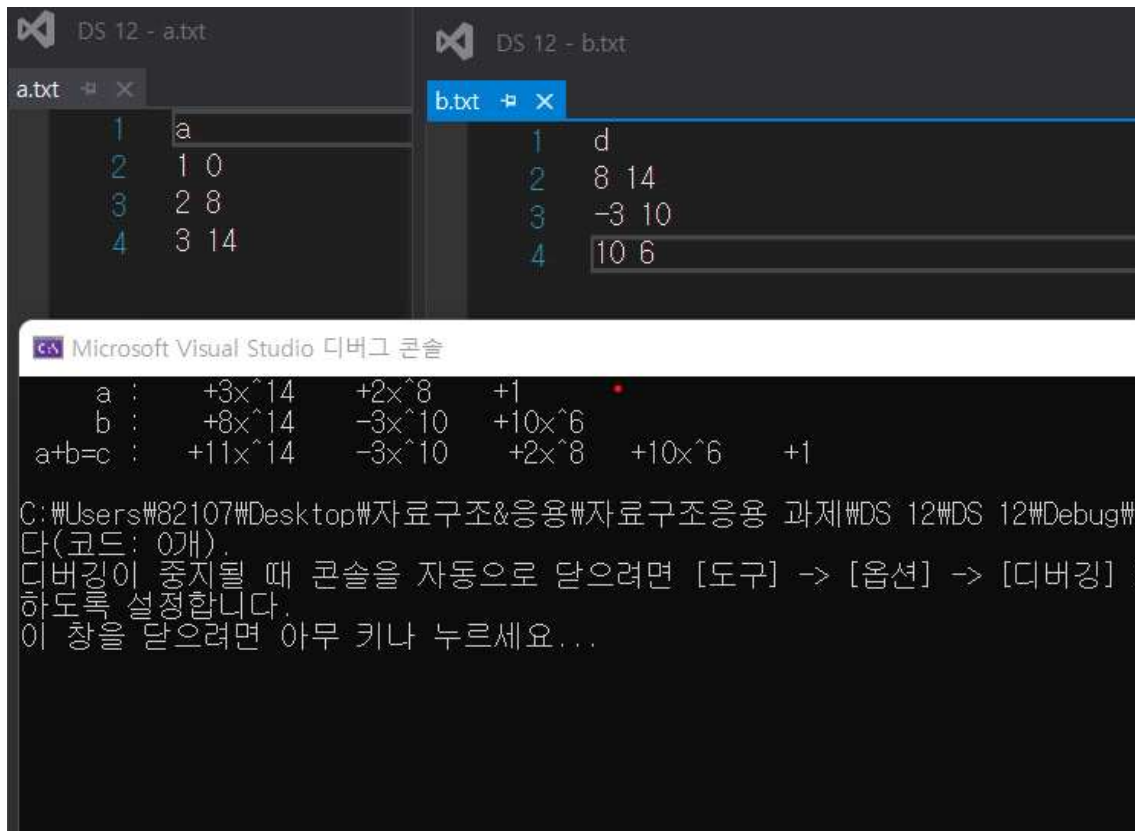 DS 12 - a.txt
a.txt
1 a
2 1 0
3 2 8
4 3 14
DS 12 - b.txt
b.txt
1 d
2 8 14
3 -3 10
4 10 6
Microsoft Visual Studio 디버그 콘솔
a : +3x^14 +2x^8 +1
b : +8x^14 -3x^10 +10x^6
a+b=c : +11x^14 -3x^10 +2x^8 +10x^6 +1
C:₩Users₩82107₩Desktop₩자료구조&응용₩자료구조응용 과제₩DS 12₩DS 12₩Debug₩
다(코드: 0개).
디버깅이 중지될 때 콘솔을 자동으로 닫으려면 [도구] -> [옵션] -> [디버깅]
하도록 설정합니다.
이 창을 닫으려면 아무 키나 누르세요...